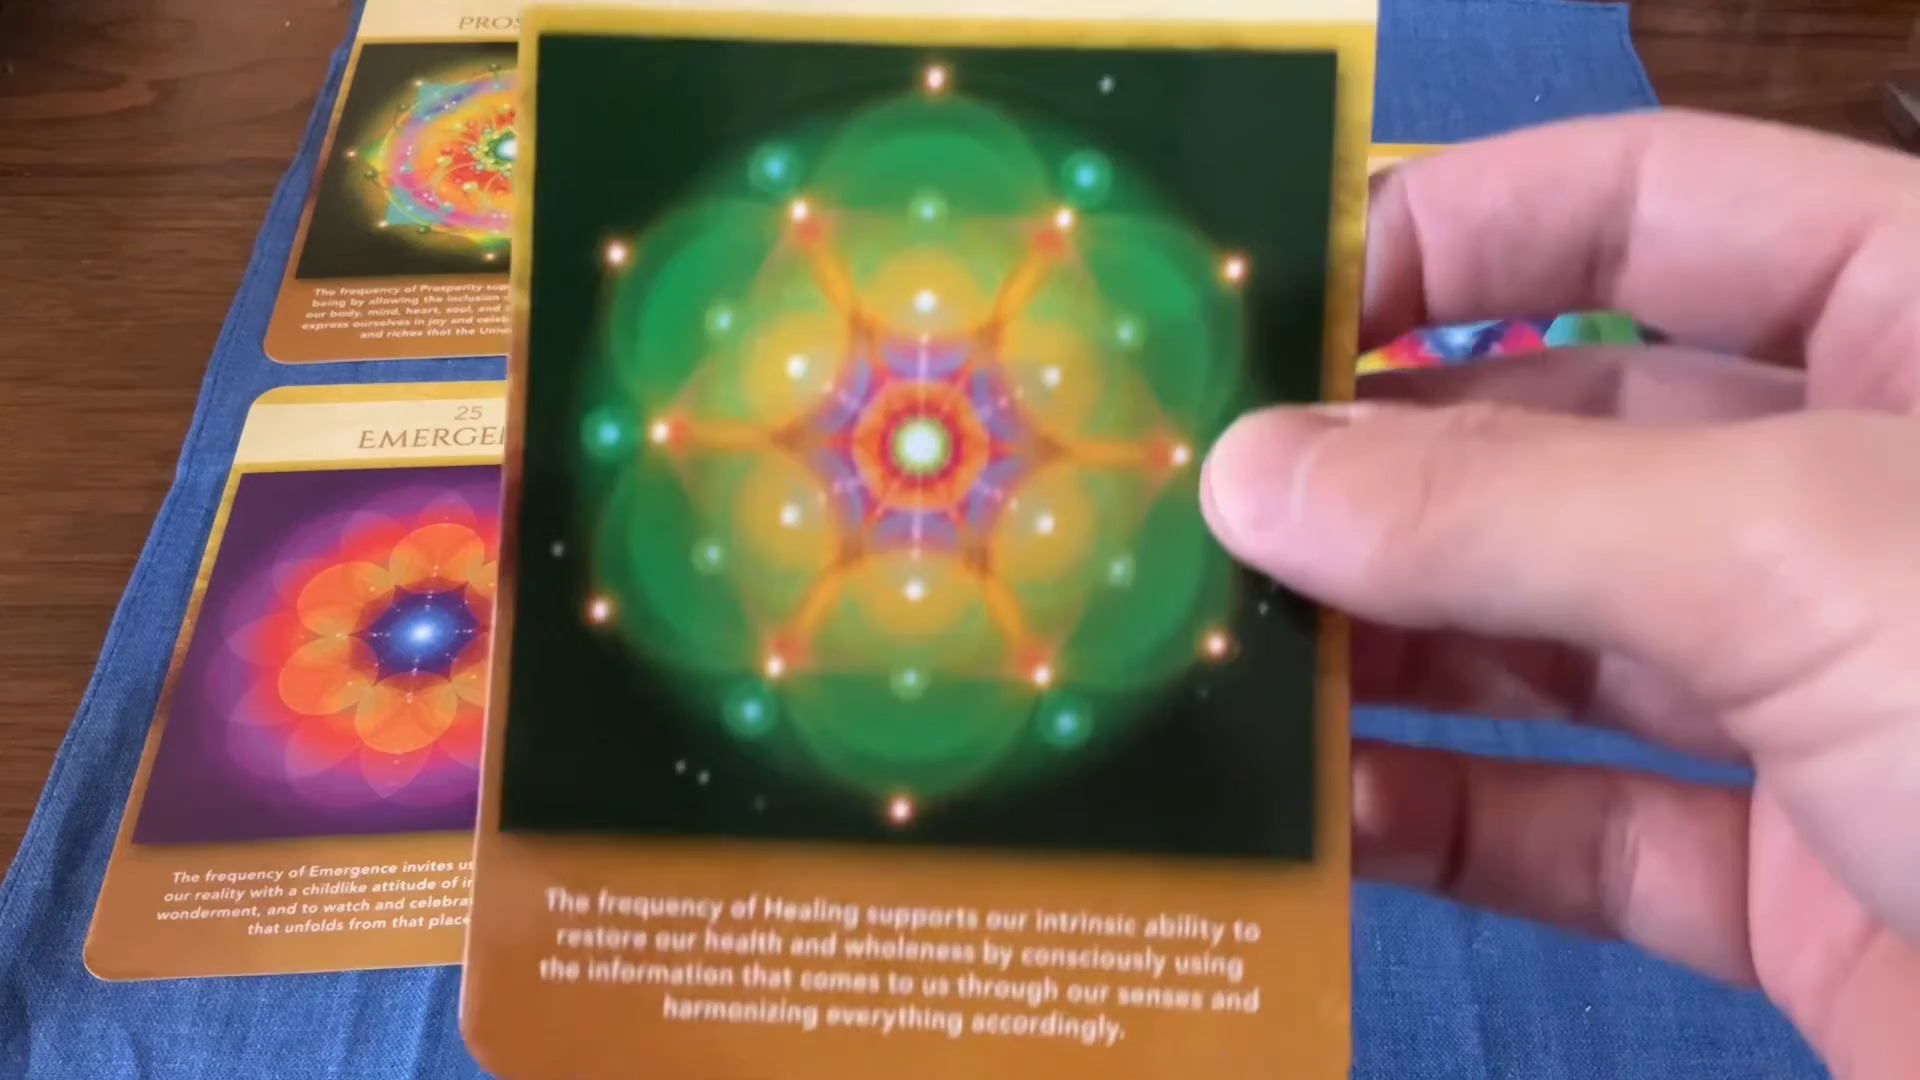 PROS
The frequency of Prosperity sup
being by allowing the inclusion
our body, mind, heart, soul, and
express ourselves in joy and celeb
and riches that the Univ
25
EMERGEN
The frequency of Emergence invites us
our reality with a childlike attitude of in
wonderment, and to watch and celebra
that unfolds from that place
The frequency of Healing supports our intrinsic ability to
restore our health and wholeness by consciously using
the information that comes to us through our senses and
harmonizing everything accordingly.